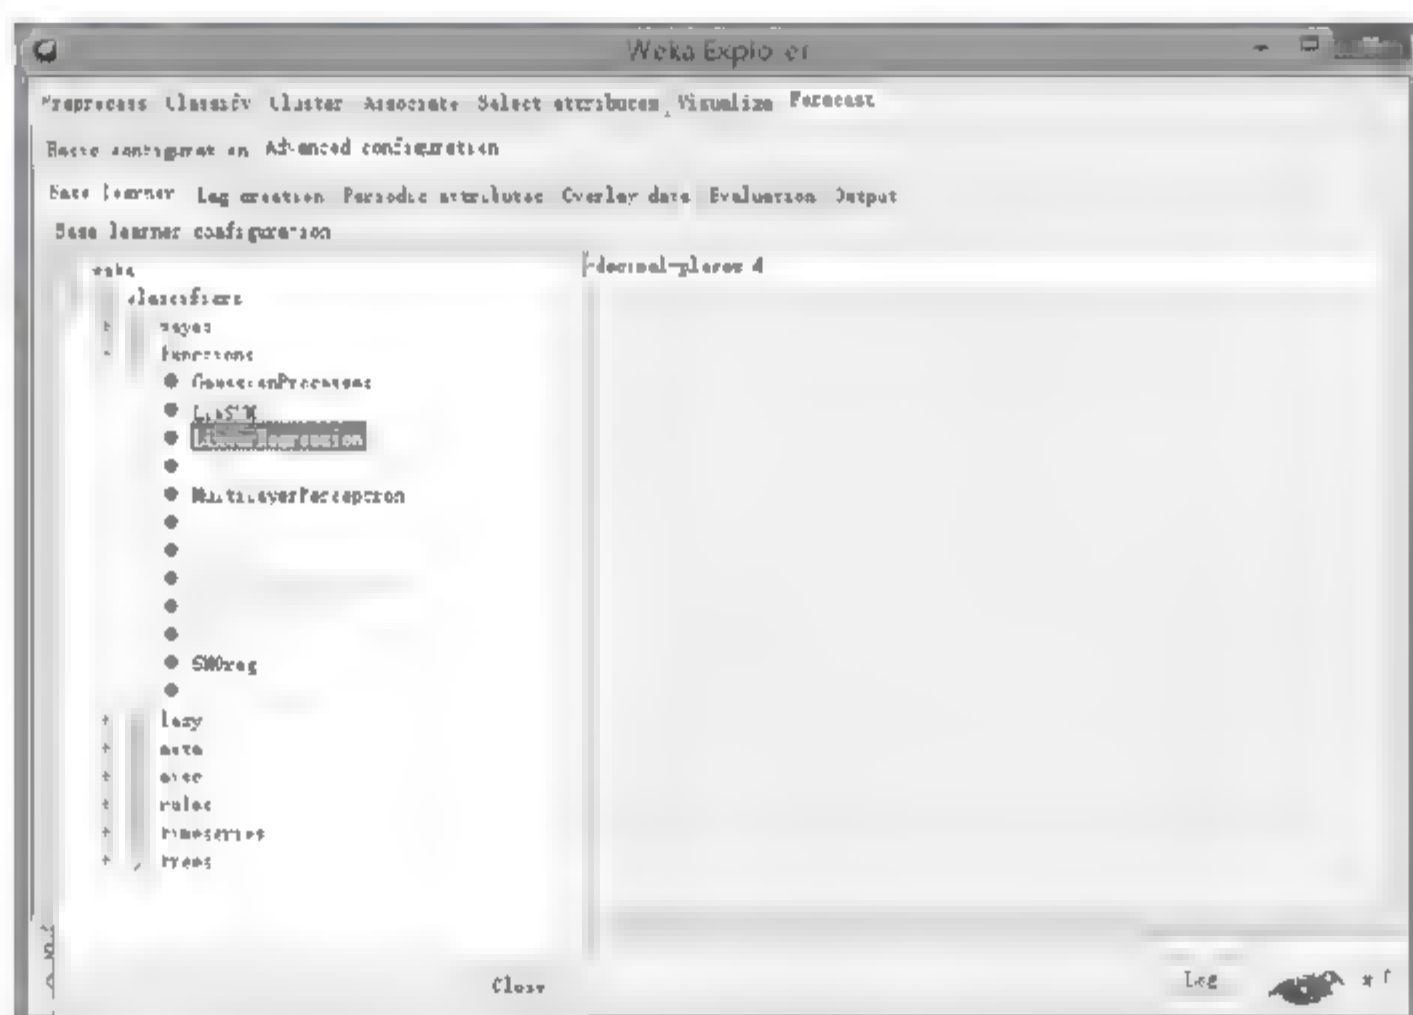 Weka Explorer
Preprocess Classify Cluster Associate Select attributes Visualize Forecast
Basic configuration Advanced configuration
Base learner Lag creation Periodic attributes Overlay data Evaluation Output
Base learner configuration
weka
-decimal-places 4
classifiers
bayes
functions
GaussianProcesses
LibSVM
LinearRegression
MultilayerPerceptron
SMOreg
lazy
meta
misc
rules
timeseries
trees
Close
Log
x